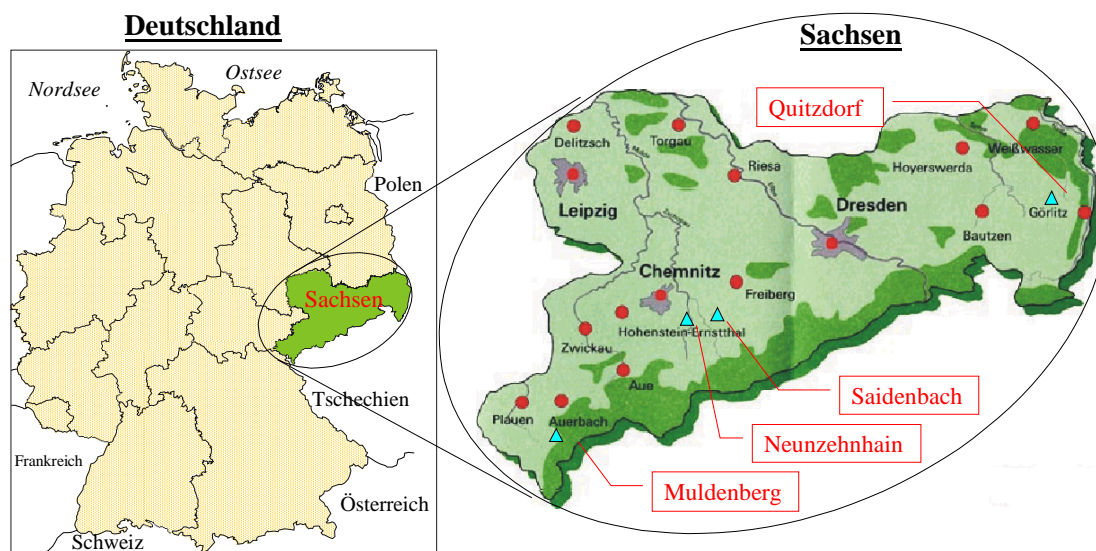 Deutschland
Nordsee
Ostsee
Polen
Sachsen
Tschechien
Frankreich
Österreich
Schweiz
Sachsen
Quitzdorf
Delitzsch
Torgau
Weißwasser
Riesa
Hoyerswerda
Leipzig
Dresden
Görlitz
Bautzen
Chemnitz
Freiberg
Hohenstein-Ernstthal
Zwickau
Aue
Saidenbach
Plauen
Auerbach
Neunzehnhain
Muldenberg